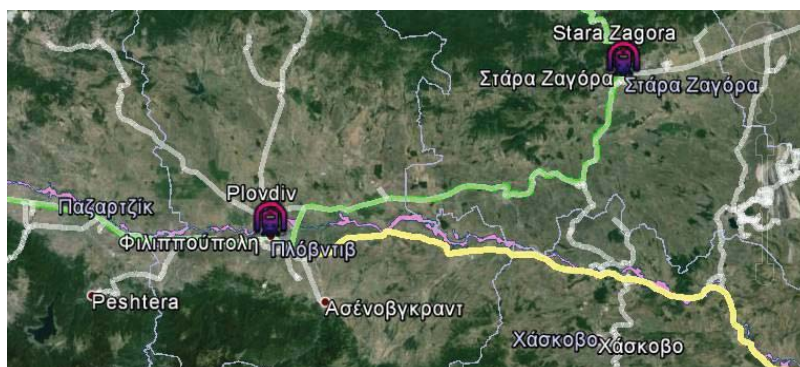 Stara Zagora
Στάρα Ζαγόρα
Στάρα Ζαγόρα
Plovdiv
Παζαρτζίκ
Φιλιππούπολη
Πλόβντιβ
Peshtera
Ασένοβγκραντ
Χάσκοβο
Χάσκοβο